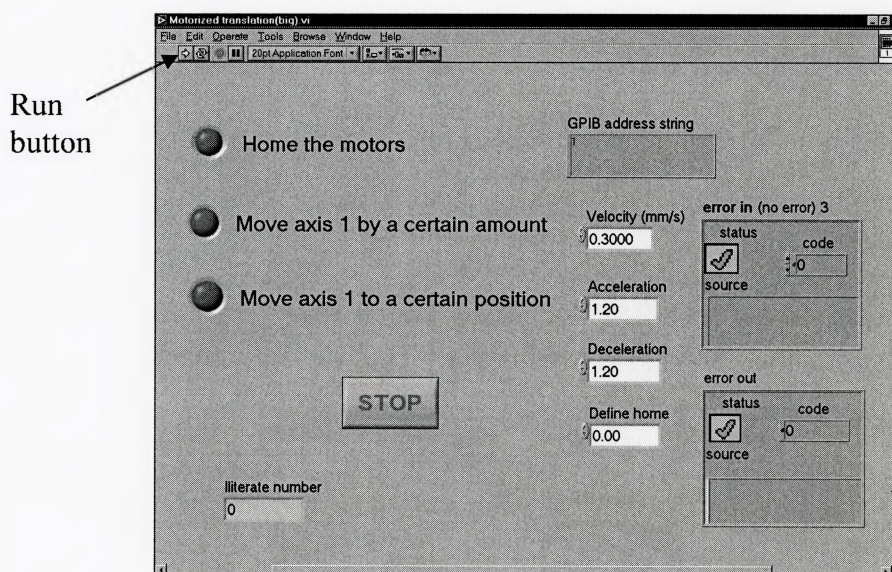 Motorized translation(big).vi
File Edit Operate Tools Browse Window Help
20pt Application Font
1
Run
button
GPIB address string
Home the motors
Move axis 1 by a certain amount
Velocity (mm/s)
0.3000
error in (no error) 3
status
code
0
source
Move axis 1 to a certain position
Acceleration
1.20
Deceleration
1.20
STOP
error out
status
code
0
source
Define home
0.00
Iliterate number
0